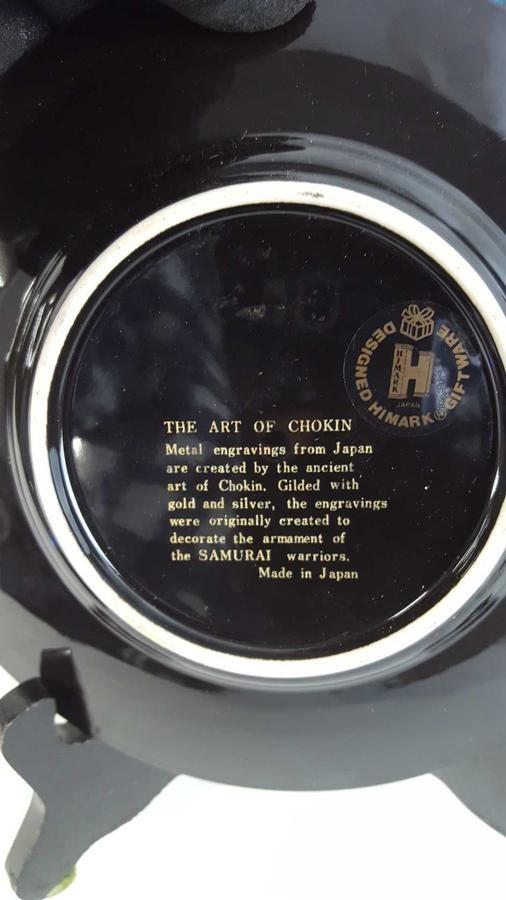 DESIGNED HIMARK® GIFTWARE
HIMARK
H
JAPAN
THE ART OF CHOKIN
Metal engravings from Japan
are created by the ancient
art of Chokin. Gilded with
gold and silver, the engravings
were originally created to
decorate the armament of
the SAMURAI warriors.
Made in Japan